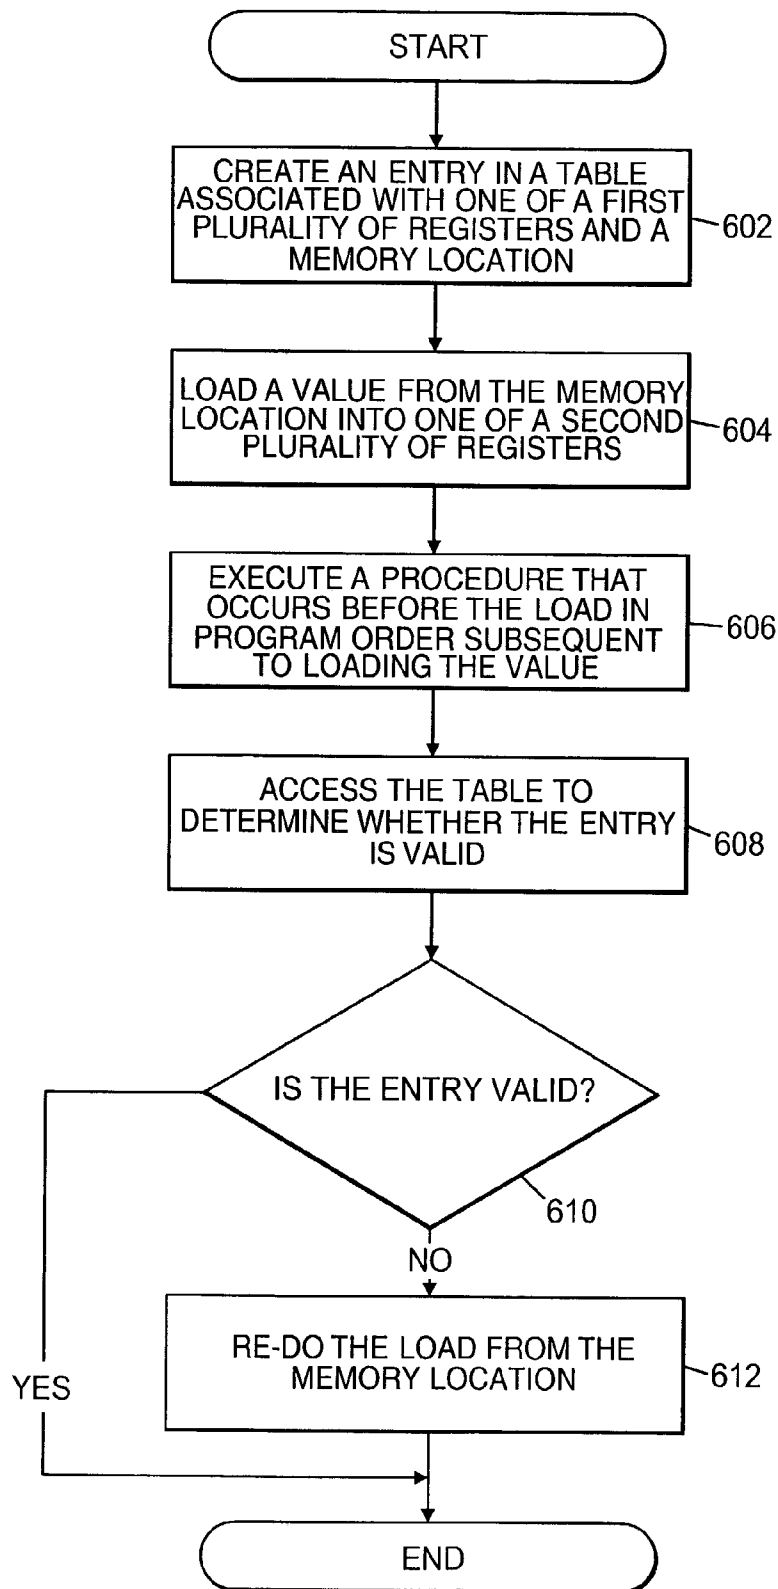 START
CREATE AN ENTRY IN A TABLE
ASSOCIATED WITH ONE OF A FIRST
PLURALITY OF REGISTERS AND A
MEMORY LOCATION
602
LOAD A VALUE FROM THE MEMORY
LOCATION INTO ONE OF A SECOND
PLURALITY OF REGISTERS
604
EXECUTE A PROCEDURE THAT
OCCURS BEFORE THE LOAD IN
PROGRAM ORDER SUBSEQUENT
TO LOADING THE VALUE
606
ACCESS THE TABLE TO
DETERMINE WHETHER THE ENTRY
IS VALID
608
IS THE ENTRY VALID?
610
NO
RE-DO THE LOAD FROM THE
MEMORY LOCATION
612
YES
END